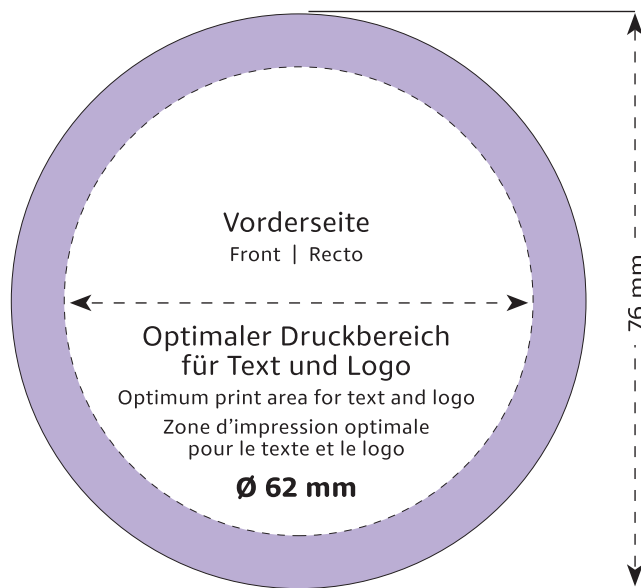 Vorderseite
Front | Recto
Optimaler Druckbereich
für Text und Logo
Optimum print area for text and logo
Zone d’impression optimale
pour le texte et le logo
Ø 62 mm
76 mm